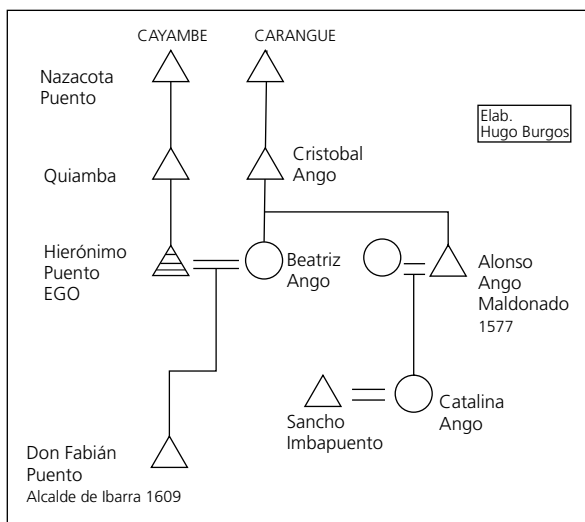 CAYAMBE
CARANGUE
Nazacota
Puento
Elab.
Hugo Burgos
Quiamba
Cristobal
Ango
Hierónimo
Puento
EGO
Beatriz
Ango
Alonso
Ango
Maldonado
1577
Sancho
Imbapuento
Catalina
Ango
Don Fabián
Puento
Alcalde de Ibarra 1609